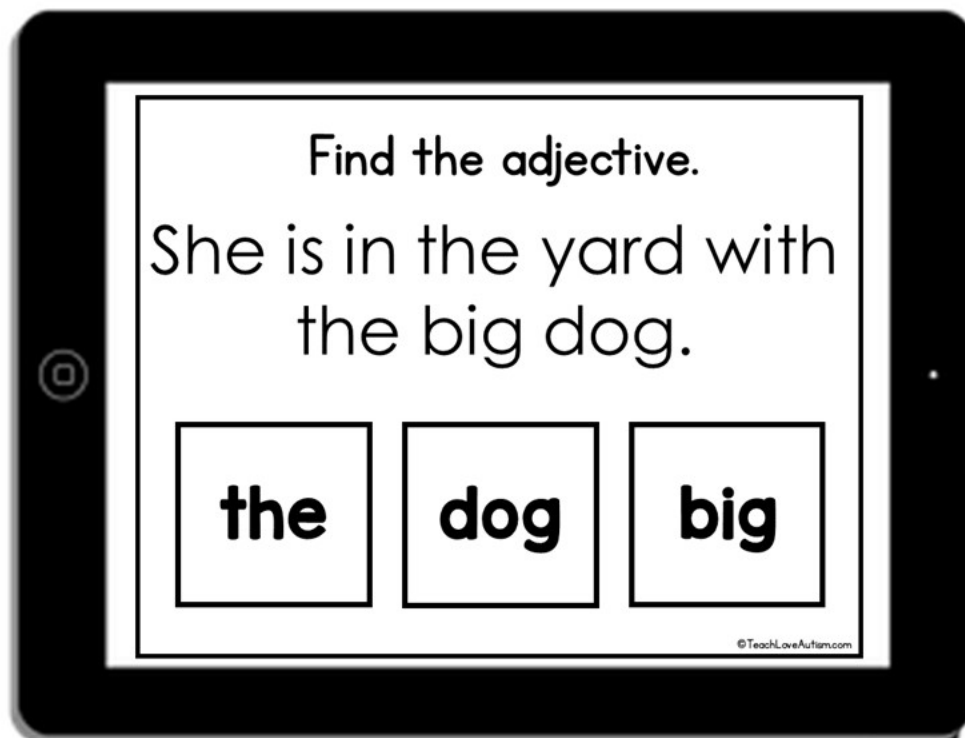 Find the adjective.
She is in the yard with
the big dog.
the dog big
©TeachLoveAutism.com